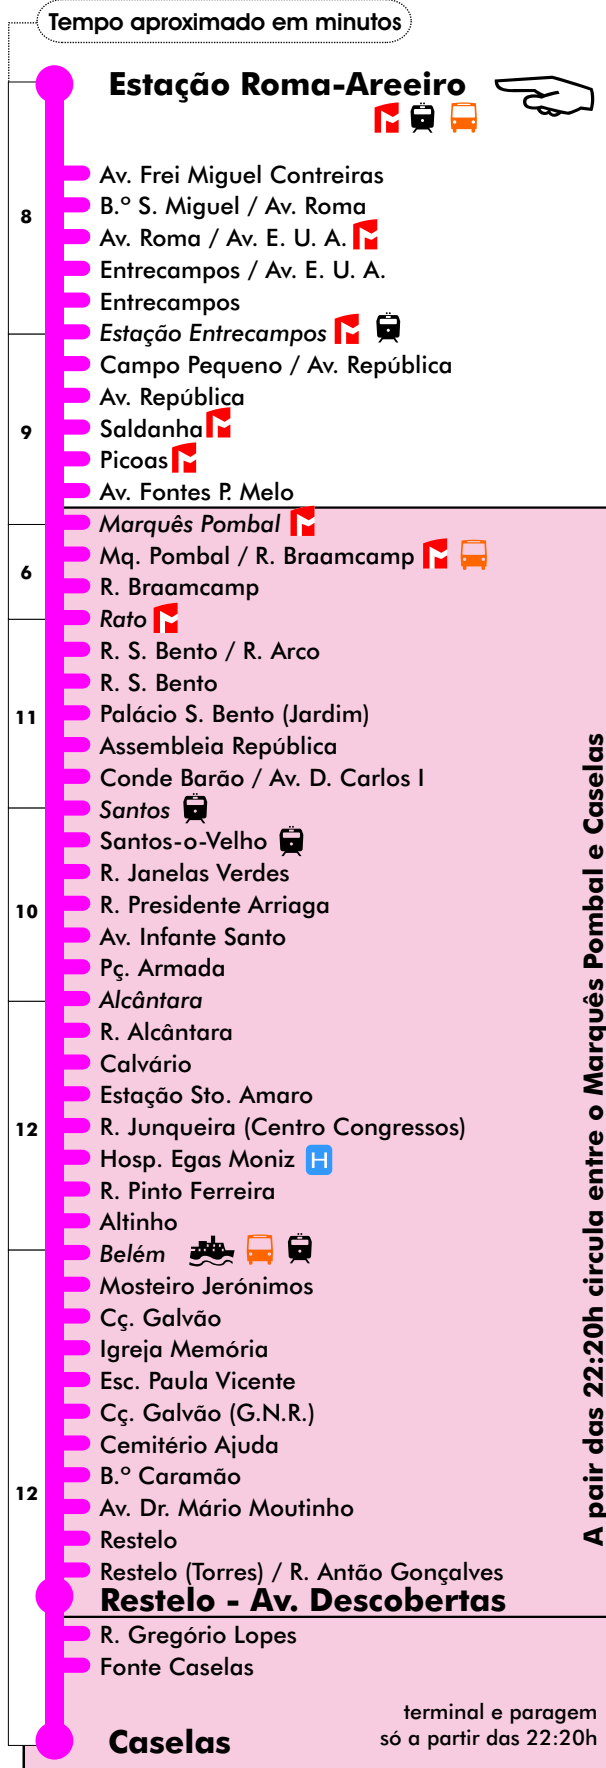 Tempo aproximado em minutos
Estação Roma-Areeiro
Av. Frei Miguel Contreiras
8
B.º S. Miguel / Av. Roma
Av. Roma / Av. E. U. A.
Entrecampos / Av. E. U. A.
Entrecampos
Estação Entrecampos
Campo Pequeno / Av. República
Av. República
9
Saldanha
Picoas
Av. Fontes P. Melo
Marquês Pombal
Mq. Pombal / R. Braamcamp
6
R. Braamcamp
Rato
R. S. Bento / R. Arco
R. S. Bento
11
Palácio S. Bento (Jardim)
Assembleia República
Conde Barão / Av. D. Carlos I
Santos
Santos-o-Velho
R. Janelas Verdes
10
R. Presidente Arriaga
Av. Infante Santo
Pç. Armada
Alcântara
R. Alcântara
Calvário
Estação Sto. Amaro
12
R. Junqueira (Centro Congressos)
Hosp. Egas Moniz H
R. Pinto Ferreira
Altinho
Belém
Mosteiro Jerónimos
Cç. Galvão
Igreja Memória
Esc. Paula Vicente
Cç. Galvão (G.N.R.)
Cemitério Ajuda
B.º Caramão
12
Av. Dr. Mário Moutinho
Restelo
Restelo (Torres) / R. Antão Gonçalves
Restelo - Av. Descobertas
R. Gregório Lopes
Fonte Caselas
Caselas
terminal e paragem
só a partir das 22:20h
A pair das 22:20h circula entre o Marquês Pombal e Caselas